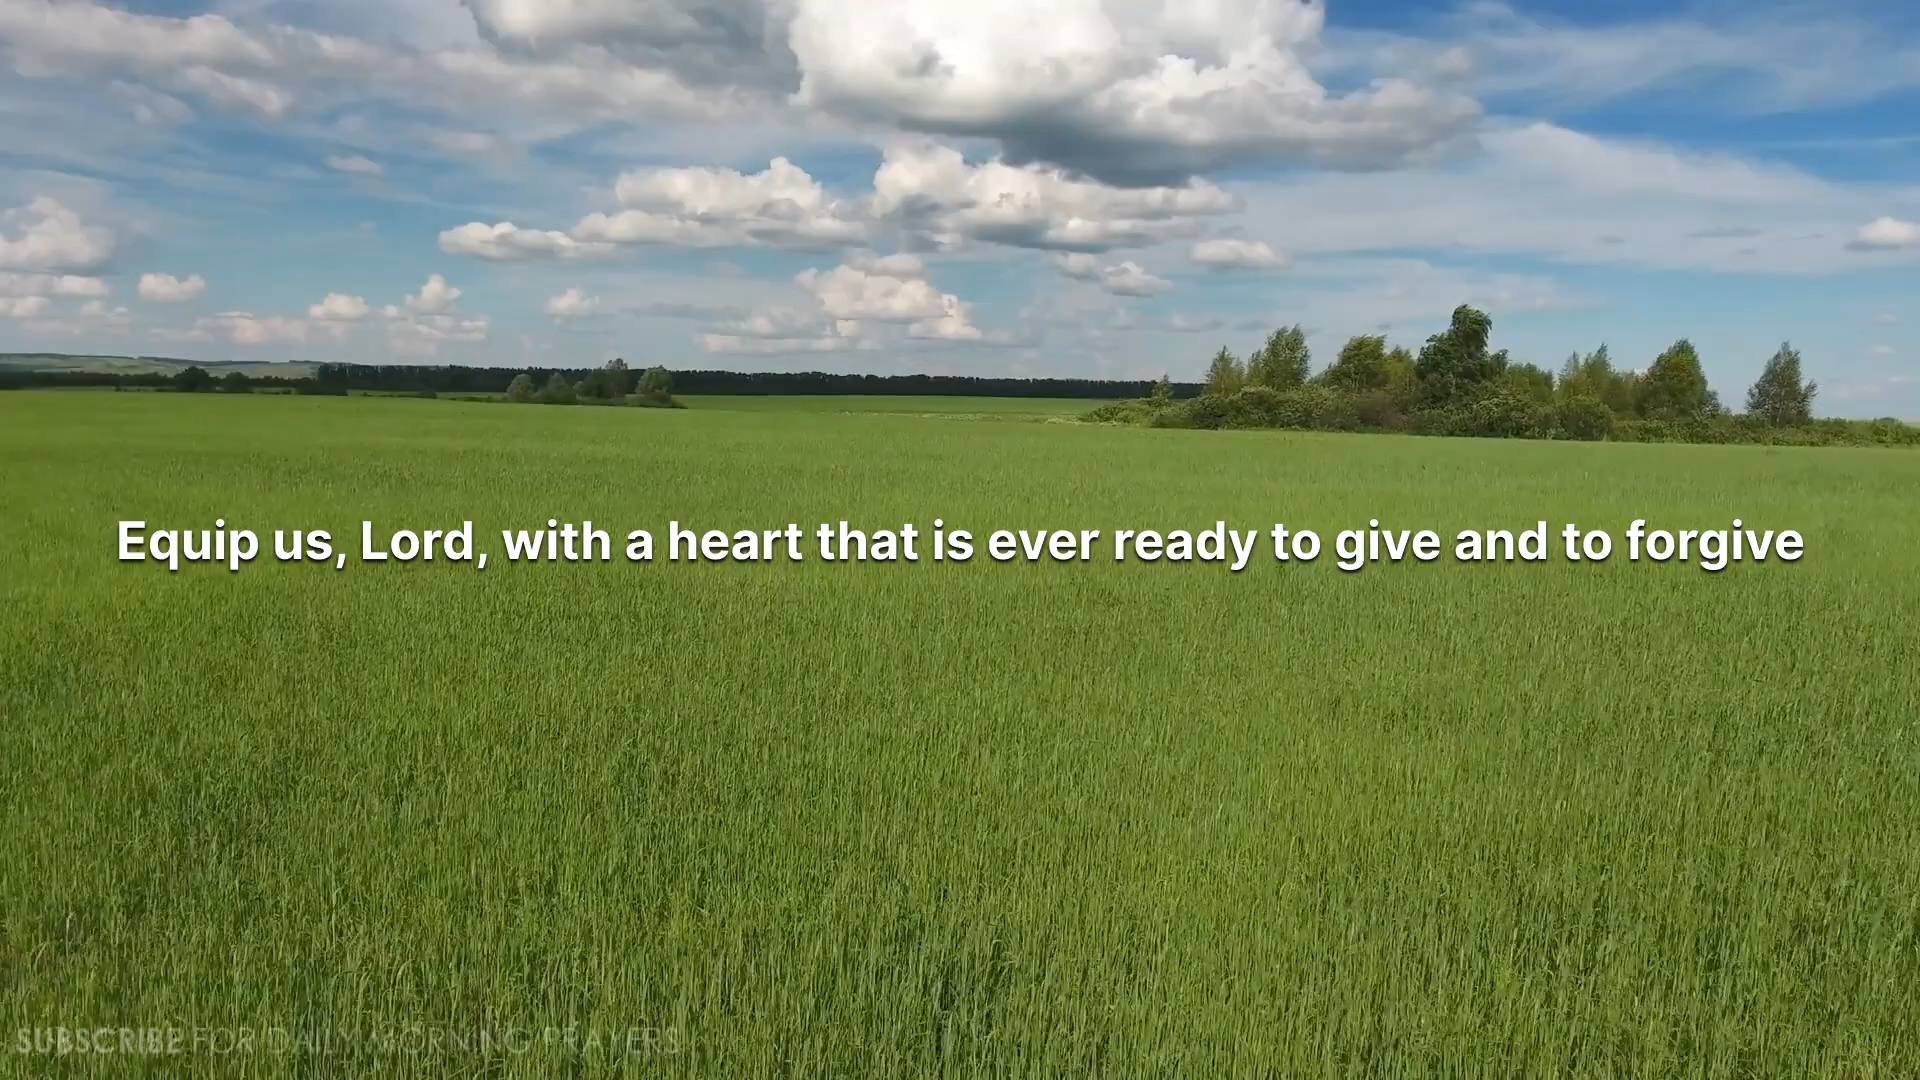 Equip us, Lord, with a heart that is ever ready to give and to forgive
SUBSCRIBE FOR DAILY MORNING PRAYERS